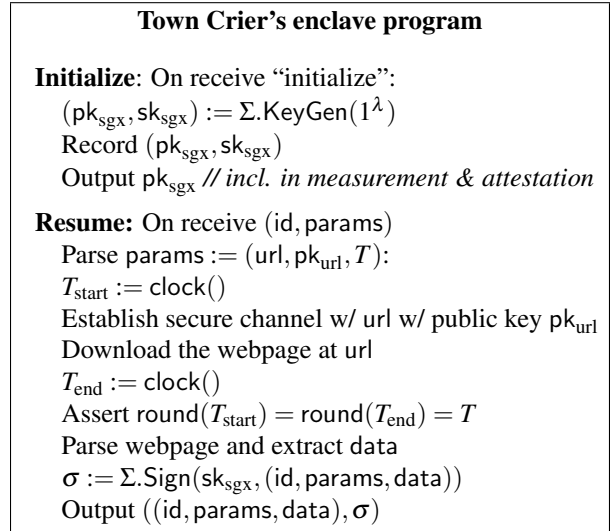 Town Crier's enclave program
Initialize: On receive “initialize”:
(pk_sgx, sk_sgx) := Σ.KeyGen(1^λ)
Record (pk_sgx, sk_sgx)
Output pk_sgx // incl. in measurement & attestation
Resume: On receive (id, params)
Parse params := (url, pk_url, T):
T_start := clock()
Establish secure channel w/ url w/ public key pk_url
Download the webpage at url
T_end := clock()
Assert round(T_start) = round(T_end) = T
Parse webpage and extract data
σ := Σ.Sign(sk_sgx, (id, params, data))
Output ((id, params, data), σ)